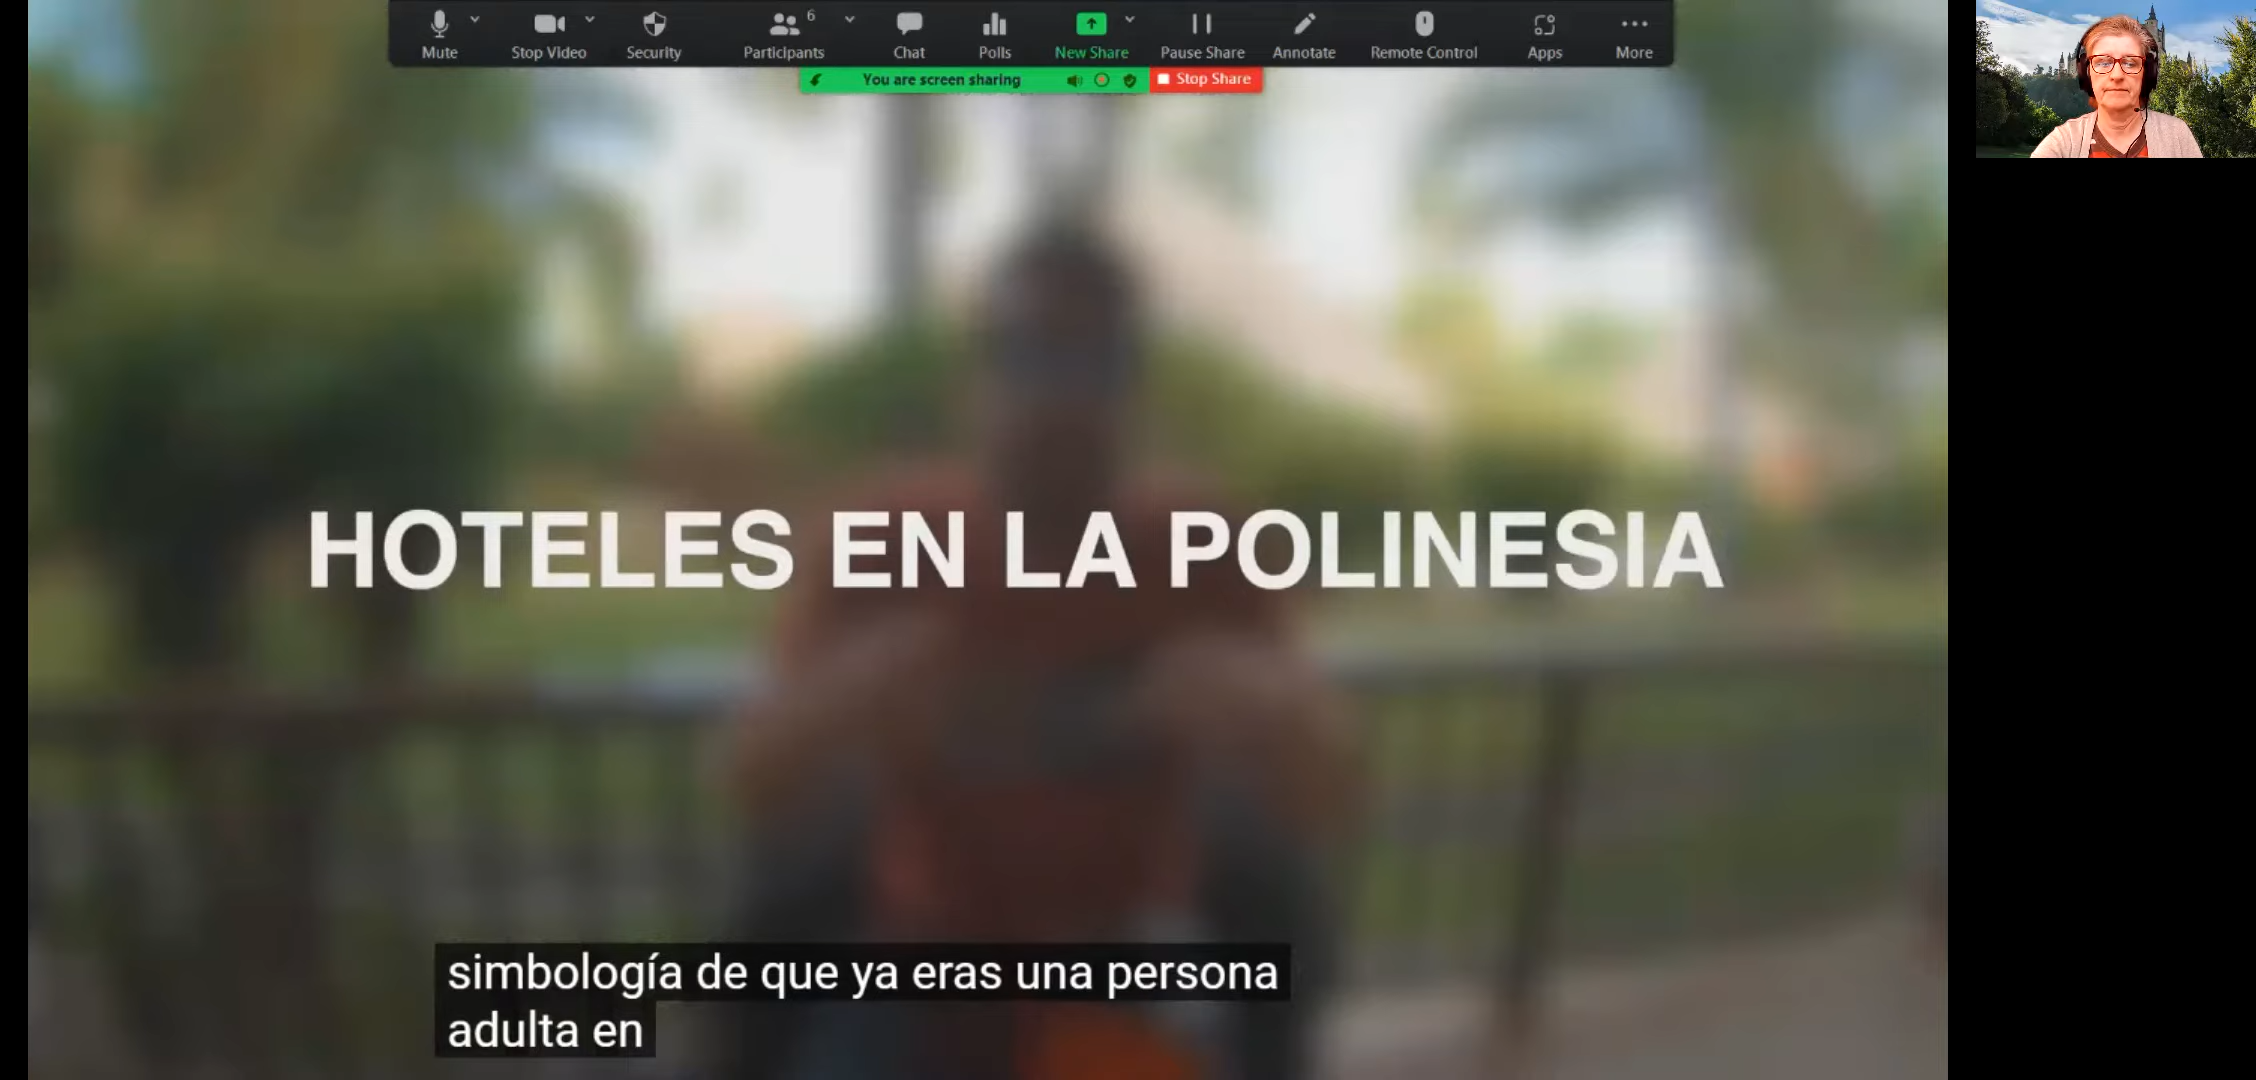 6
Mute Stop Video Security Participants Chat Polls New Share Pause Share Annotate Remote Control Apps More
You are screen sharing Stop Share
HOTELES EN LA POLINESIA
simbología de que ya eras una persona
adulta en